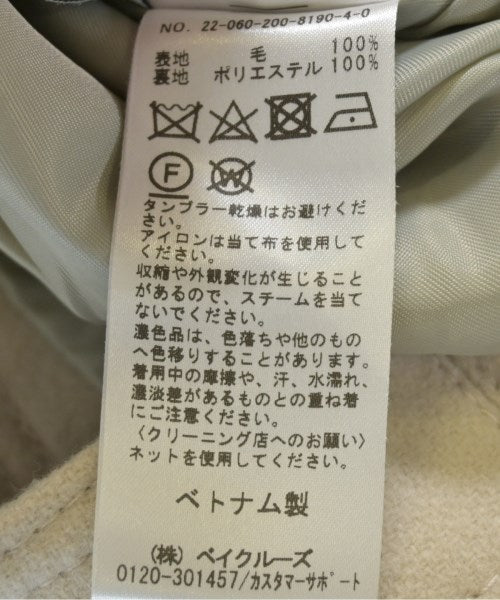 NO. 22-060-200-8190-4-0
表地 毛 100%
裏地 ポリエステル 100%
F W
タンブラー乾燥はお避けくだ
さい。
アイロンは当て布を使用して
ください。
収縮や外観変化が生じること
があるので、スチームを当て
ないでください。
濃色品は、色落ちや他のもの
へ色移りすることがあります。
着用中の摩擦や、汗、水濡れ、
濃淡差があるものとの重ね着
にご注意ください。
〈クリーニング店へのお願い〉
ネットを使用してください。
ベトナム製
(株) ベイクルーズ
0120-301457/カスタマーサポート